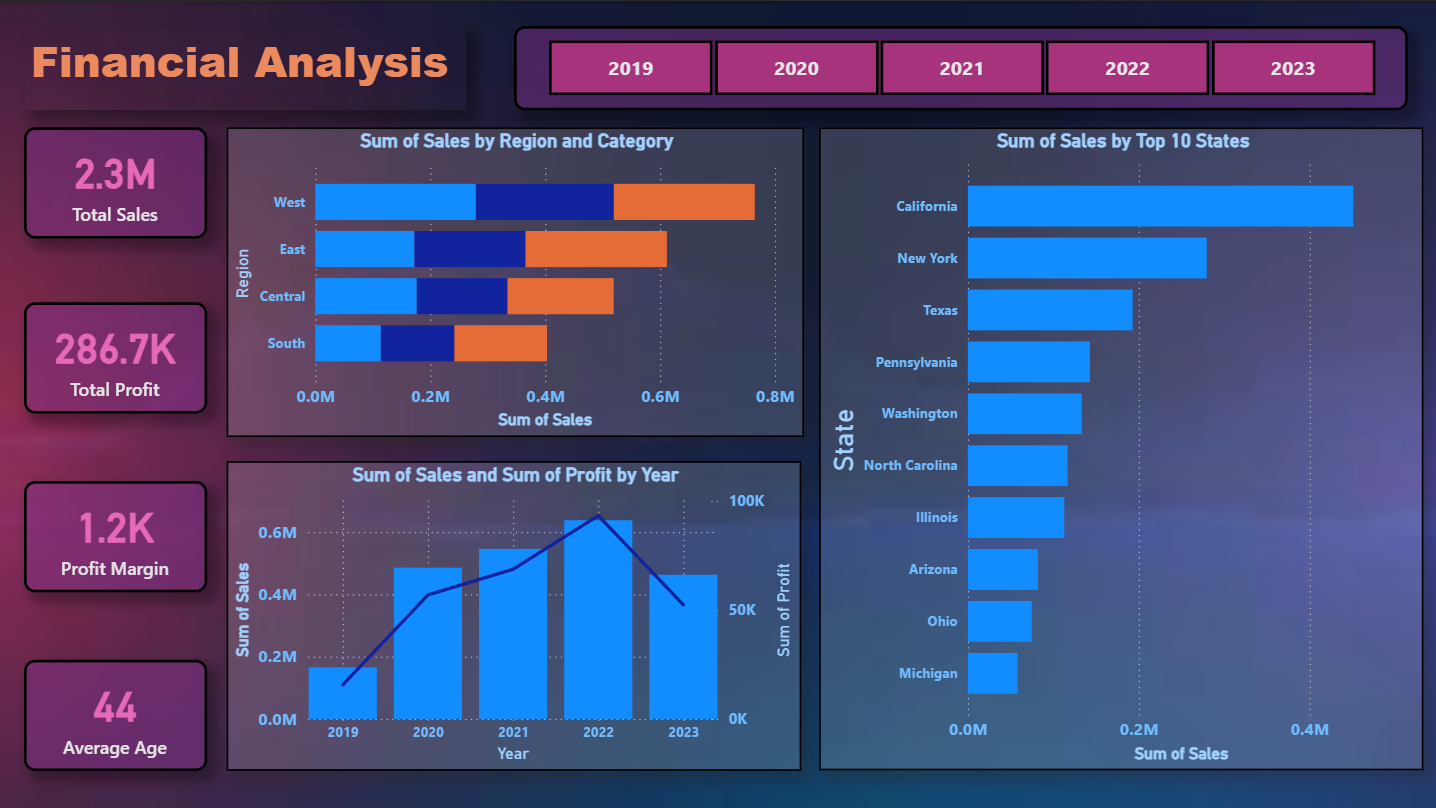 Financial Analysis
2019 2020 2021 2022 2023
2.3M
Total Sales
286.7K
Total Profit
1.2K
Profit Margin
44
Average Age
Sum of Sales by Region and Category
Region
West
East
Central
South
0.0M 0.2M 0.4M 0.6M 0.8M
Sum of Sales
Sum of Sales and Sum of Profit by Year
Sum of Sales
0.6M
0.4M
0.2M
0.0M
100K
50K
0K
Sum of Profit
2019 2020 2021 2022 2023
Year
Sum of Sales by Top 10 States
State
California
New York
Texas
Pennsylvania
Washington
North Carolina
Illinois
Arizona
Ohio
Michigan
0.0M 0.2M 0.4M
Sum of Sales